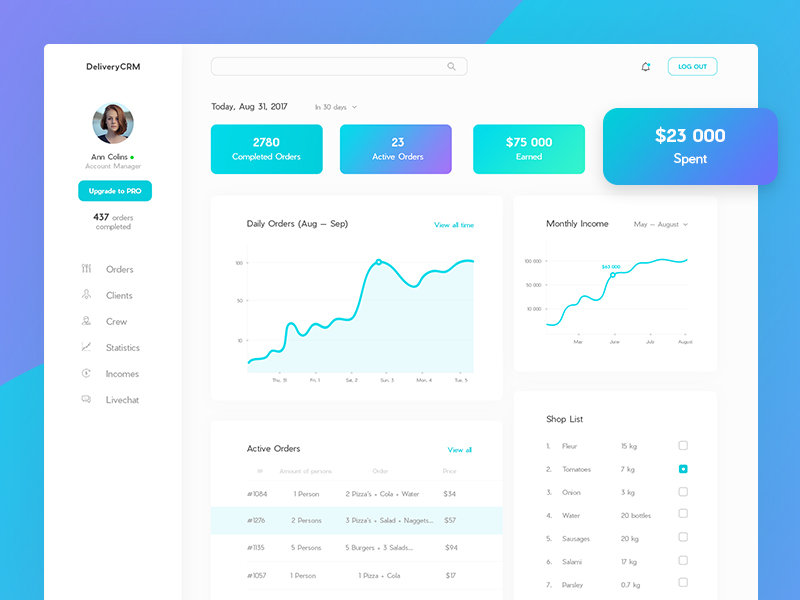 DeliveryCRM
Ann Colins
Account Manager
Upgrade to PRO
437 orders
completed
Orders
Clients
Crew
Statistics
Incomes
Livechat
LOG OUT
Today, Aug 31, 2017
In 30 days
2780
Completed Orders
23
Active Orders
$75 000
Earned
$23 000
Spent
Daily Orders (Aug – Sep)
View all time
100
50
10
Thu, 31
Fri, 1
Sat, 2
Sun, 3
Mon, 4
Tue, 5
Monthly Income
May – August
100 000
50 000
10 000
$63 000
May
June
July
August
Active Orders
View all
№ Amount of persons Order Price
#1084 1 Person 2 Pizza's + Cola + Water $34
#1276 2 Persons 3 Pizza's + Salad + Naggets... $57
#1135 5 Persons 5 Burgers + 3 Salads... $94
#1057 1 Person 1 Pizza + Cola $17
Shop List
1. Fleur 15 kg
2. Tomatoes 7 kg
3. Onion 3 kg
4. Water 20 bottles
5. Sausages 20 kg
6. Salami 17 kg
7. Parsley 0.7 kg